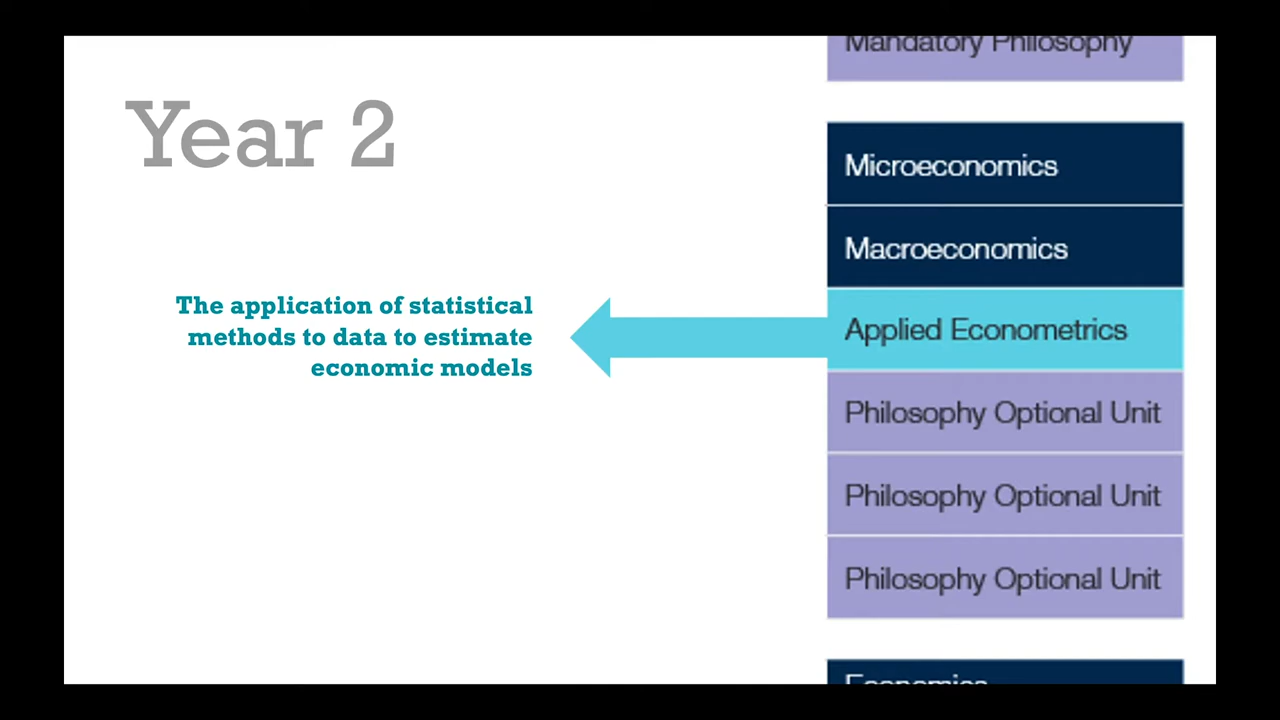 Mandatory Philosophy
Year 2
Microeconomics
Macroeconomics
The application of statistical
methods to data to estimate
economic models
Applied Econometrics
Philosophy Optional Unit
Philosophy Optional Unit
Philosophy Optional Unit
Economics